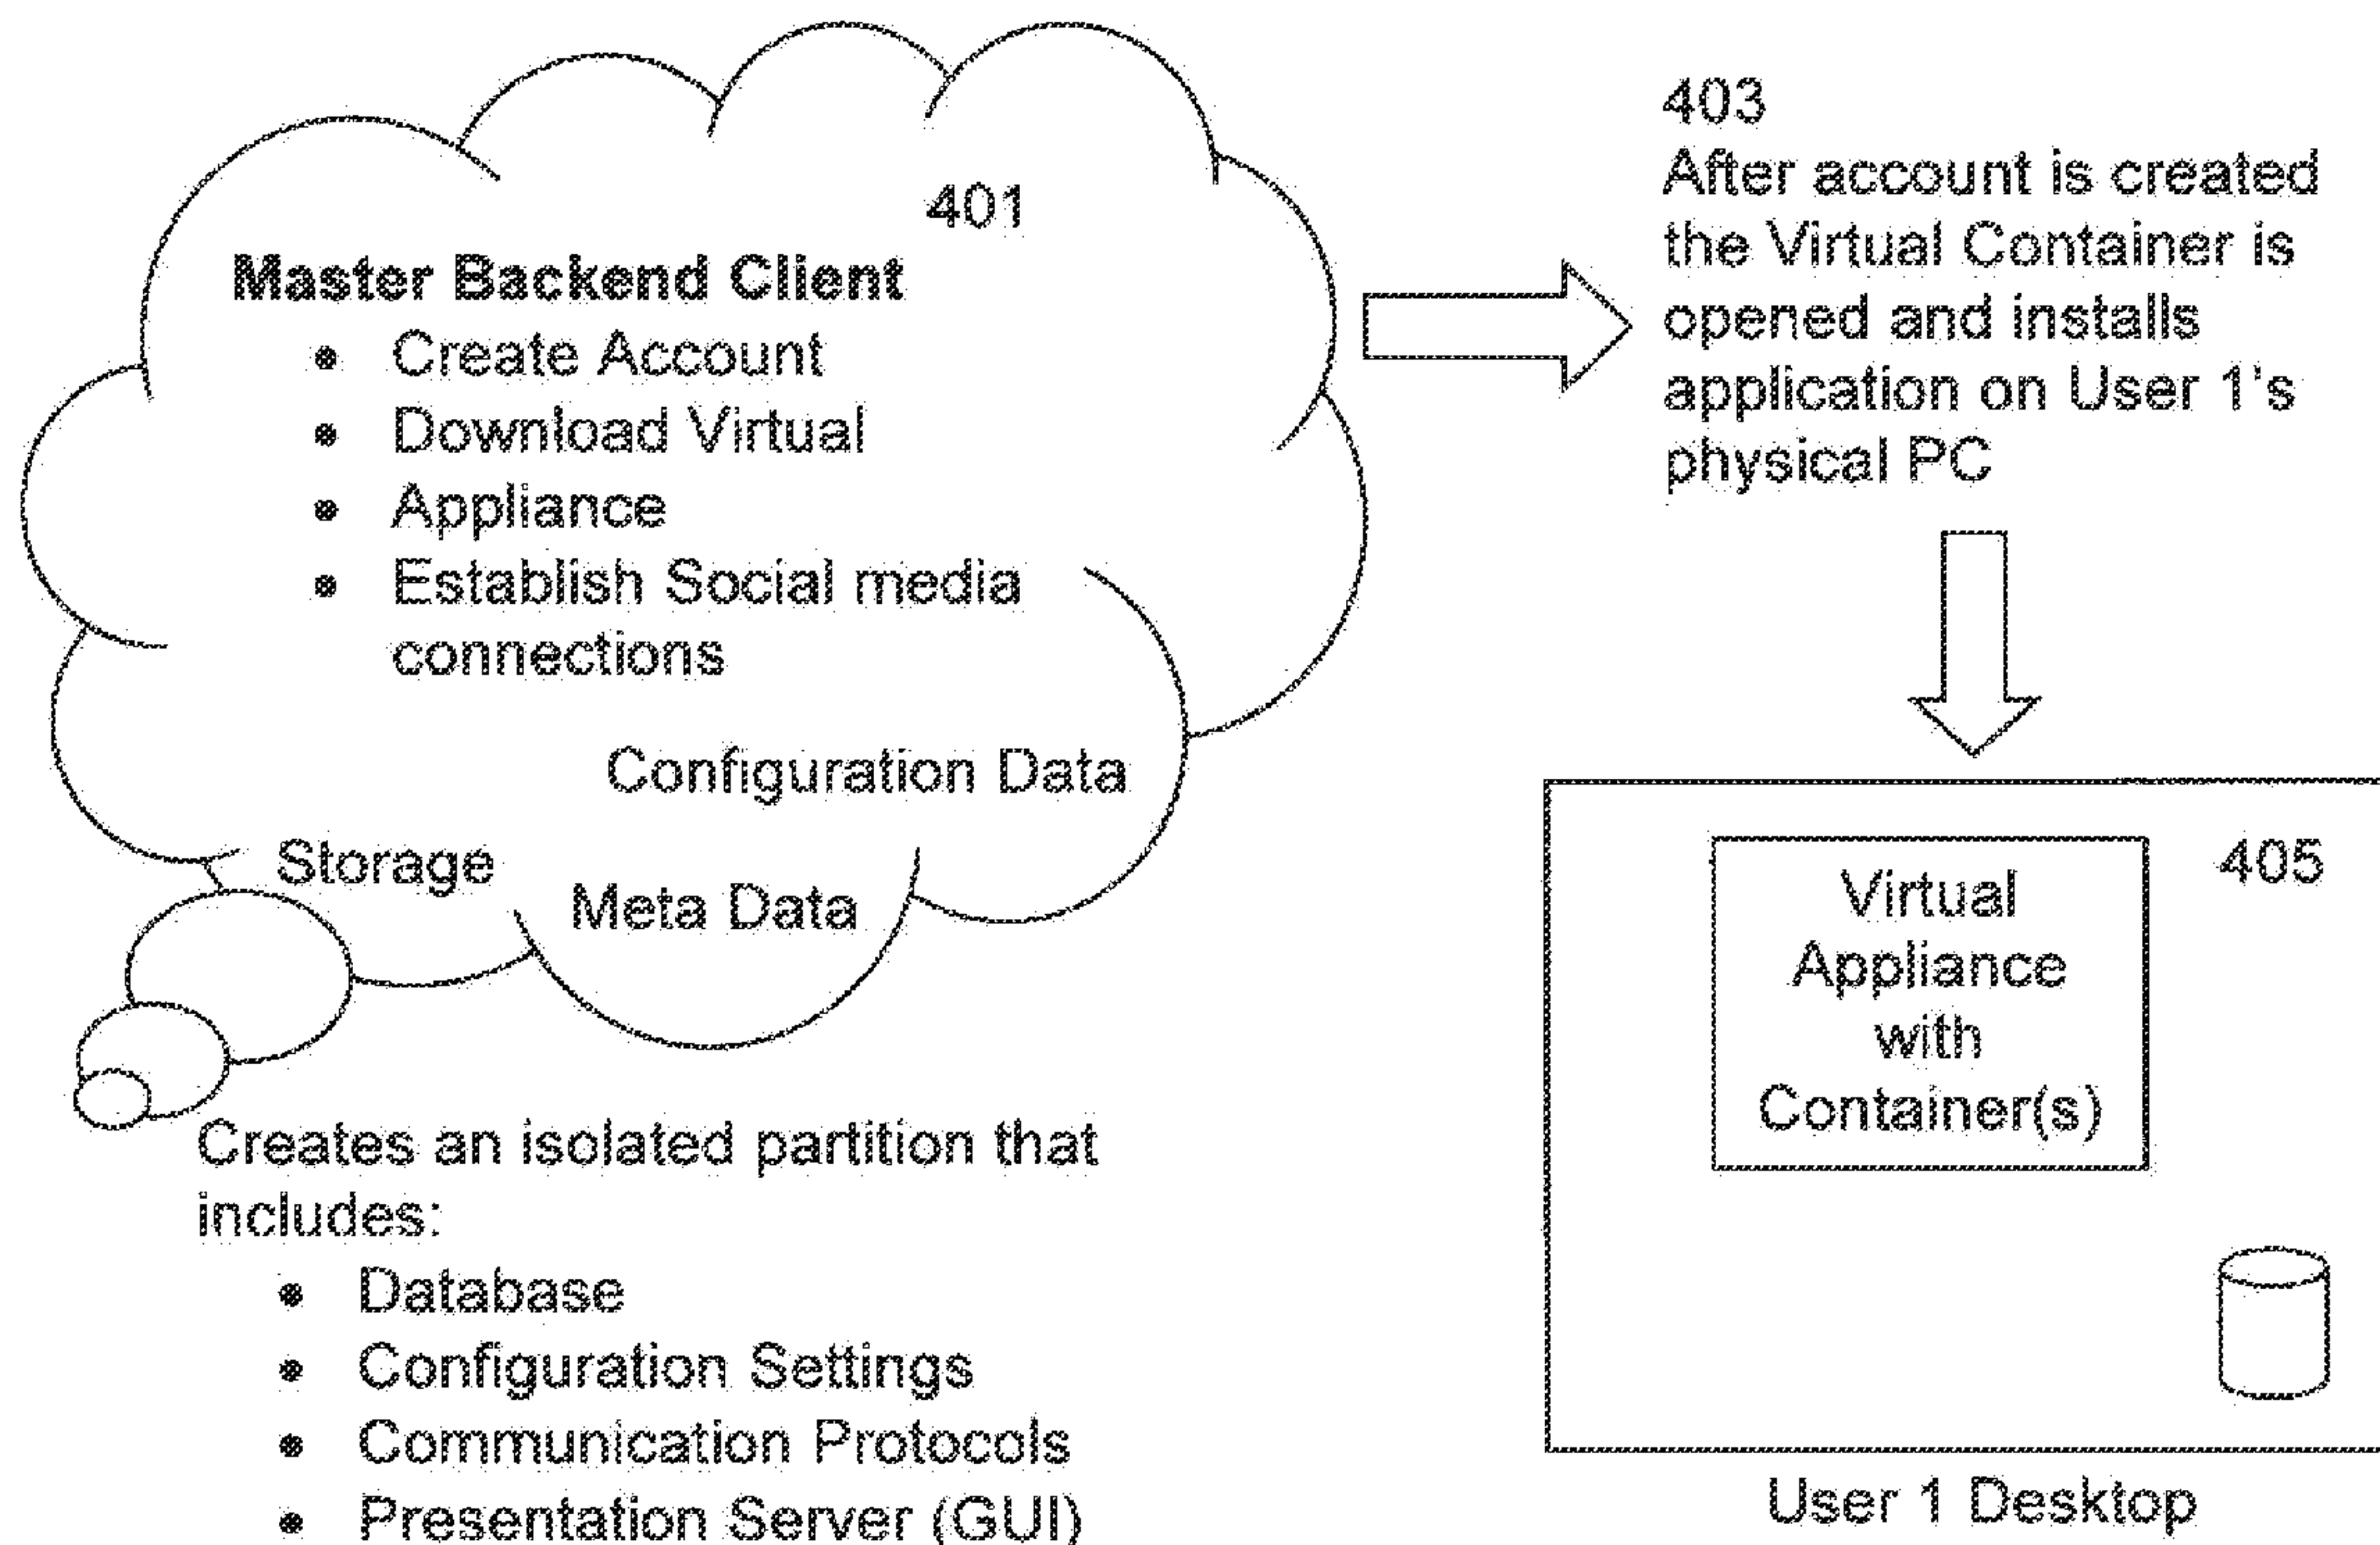 401
Master Backend Client
• Create Account
• Download Virtual
• Appliance
• Establish Social media
connections
Configuration Data
Storage
Meta Data
Creates an isolated partition that
includes:
• Database
• Configuration Settings
• Communication Protocols
• Presentation Server (GUI)
403
After account is created
the Virtual Container is
opened and installs
application on User 1's
physical PC
405
Virtual
Appliance
with
Container(s)
User 1 Desktop